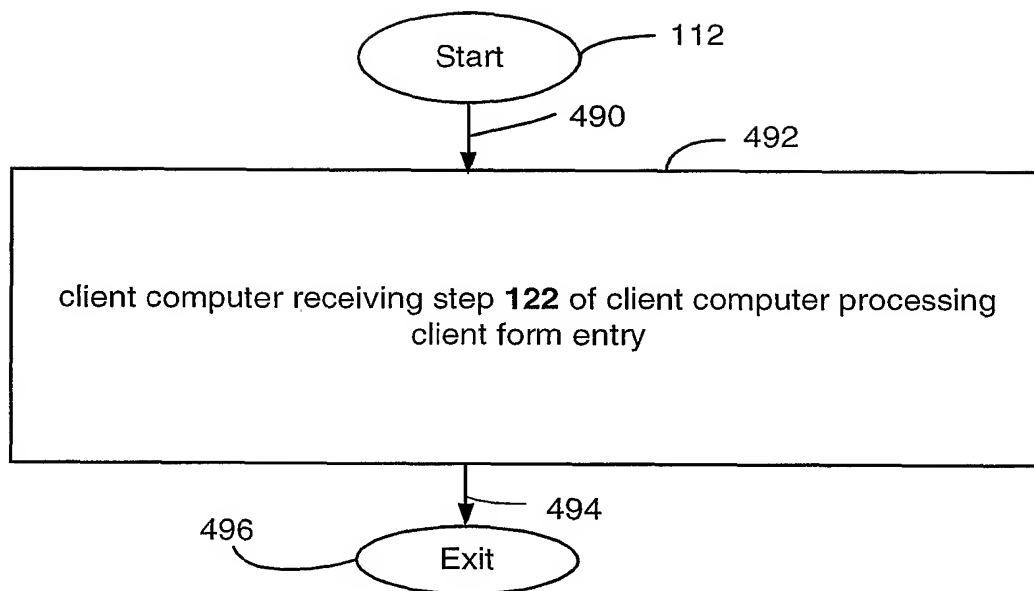 Start
112
490
492
client computer receiving step 122 of client computer processing
client form entry
494
496
Exit